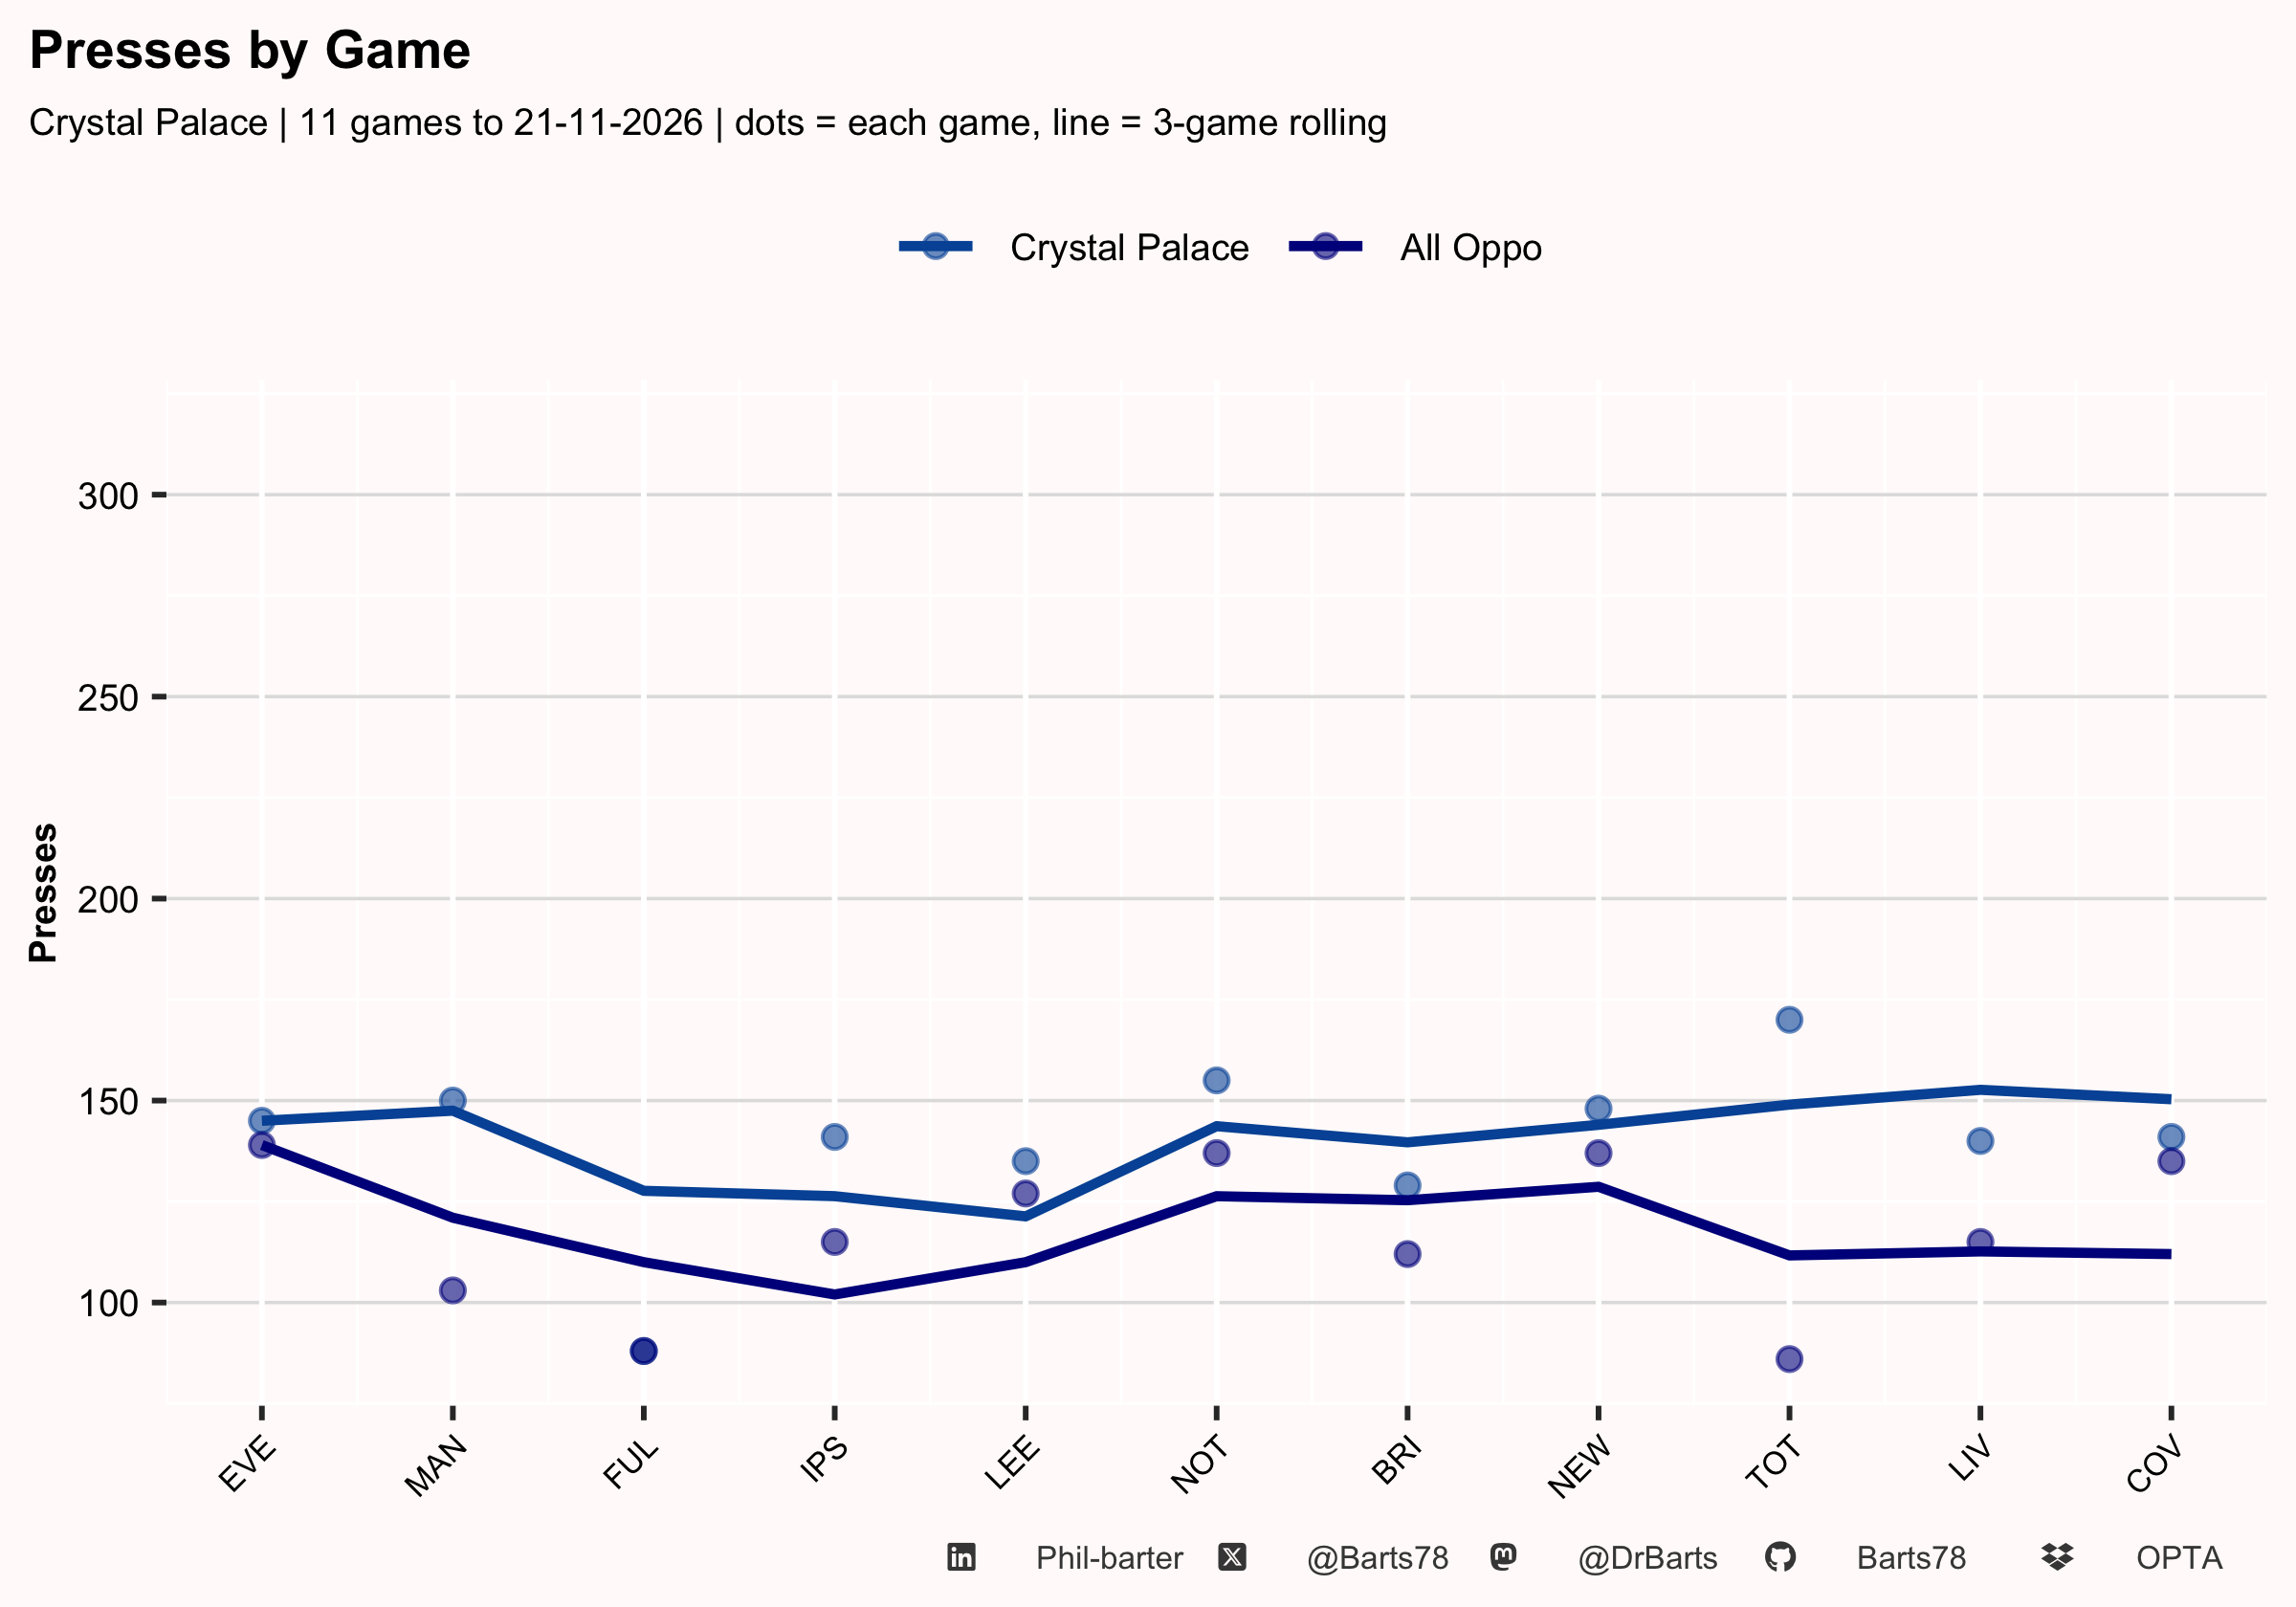 Presses by Game
Crystal Palace | 11 games to 21-11-2026 | dots = each game, line = 3-game rolling
Crystal Palace All Oppo
Presses
300
250
200
150
100
EVE MAN FUL IPS LEE NOT BRI NEW TOT LIV COV
Phil-barter @Barts78 @DrBarts Barts78 OPTA